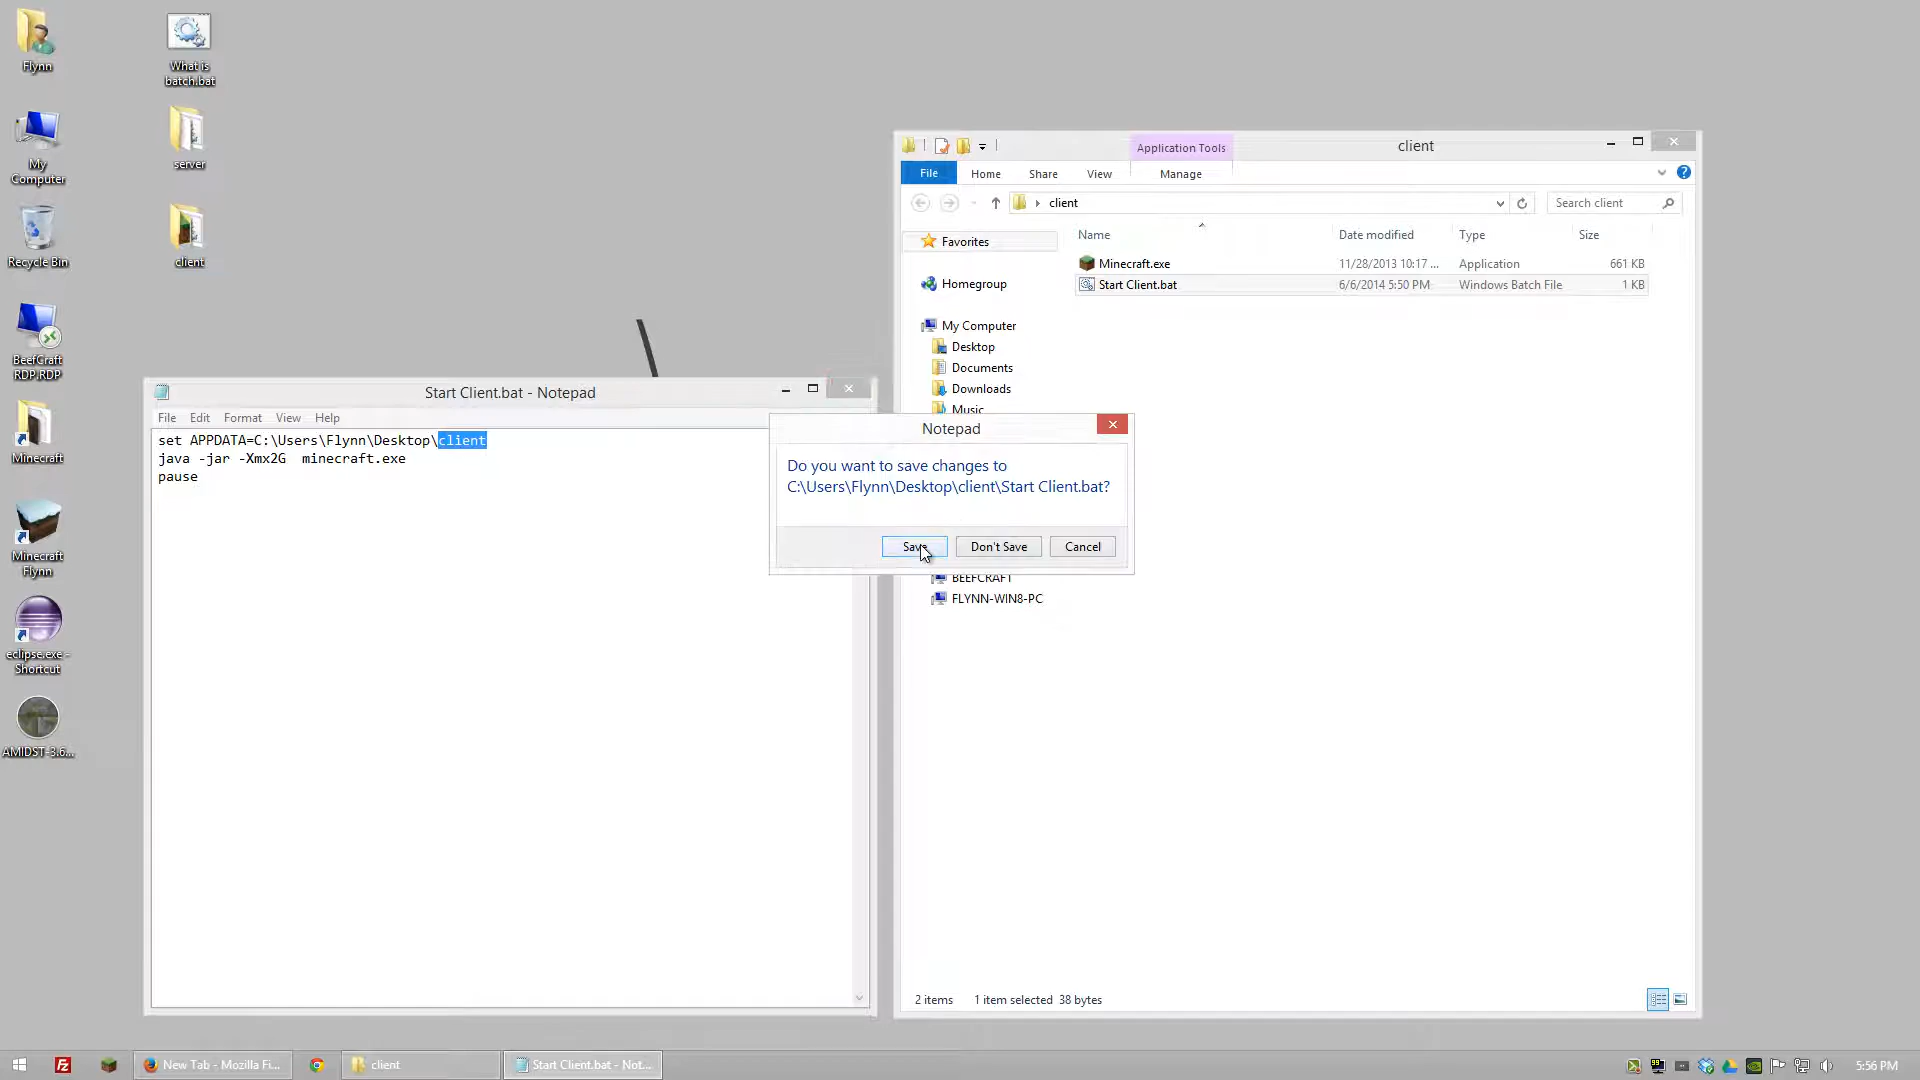 Flynn
What is
batch.bat
My
Computer
server
Recycle Bin
client
BeefCraft
RDP.RDP
Minecraft
Minecraft
Flynn
eclipse.exe -
Shortcut
AMIDST-3.6...
Start Client.bat - Notepad
File Edit Format View Help
set APPDATA=C:\Users\Flynn\Desktop\client
java -jar -Xmx2G  minecraft.exe
pause
Application Tools
client
File Home Share View Manage
client
Search client
Name Date modified Type Size
Minecraft.exe 11/28/2013 10:17 ... Application 661 KB
Start Client.bat 6/6/2014 5:50 PM Windows Batch File 1 KB
Favorites
Homegroup
My Computer
Desktop
Documents
Downloads
Music
BEEFCRAFT
FLYNN-WIN8-PC
Notepad
Do you want to save changes to
C:\Users\Flynn\Desktop\client\Start Client.bat?
Save Don't Save Cancel
2 items 1 item selected 38 bytes
Fz New Tab - Mozilla Fi... client Start Client.bat - Not... 99 5:56 PM